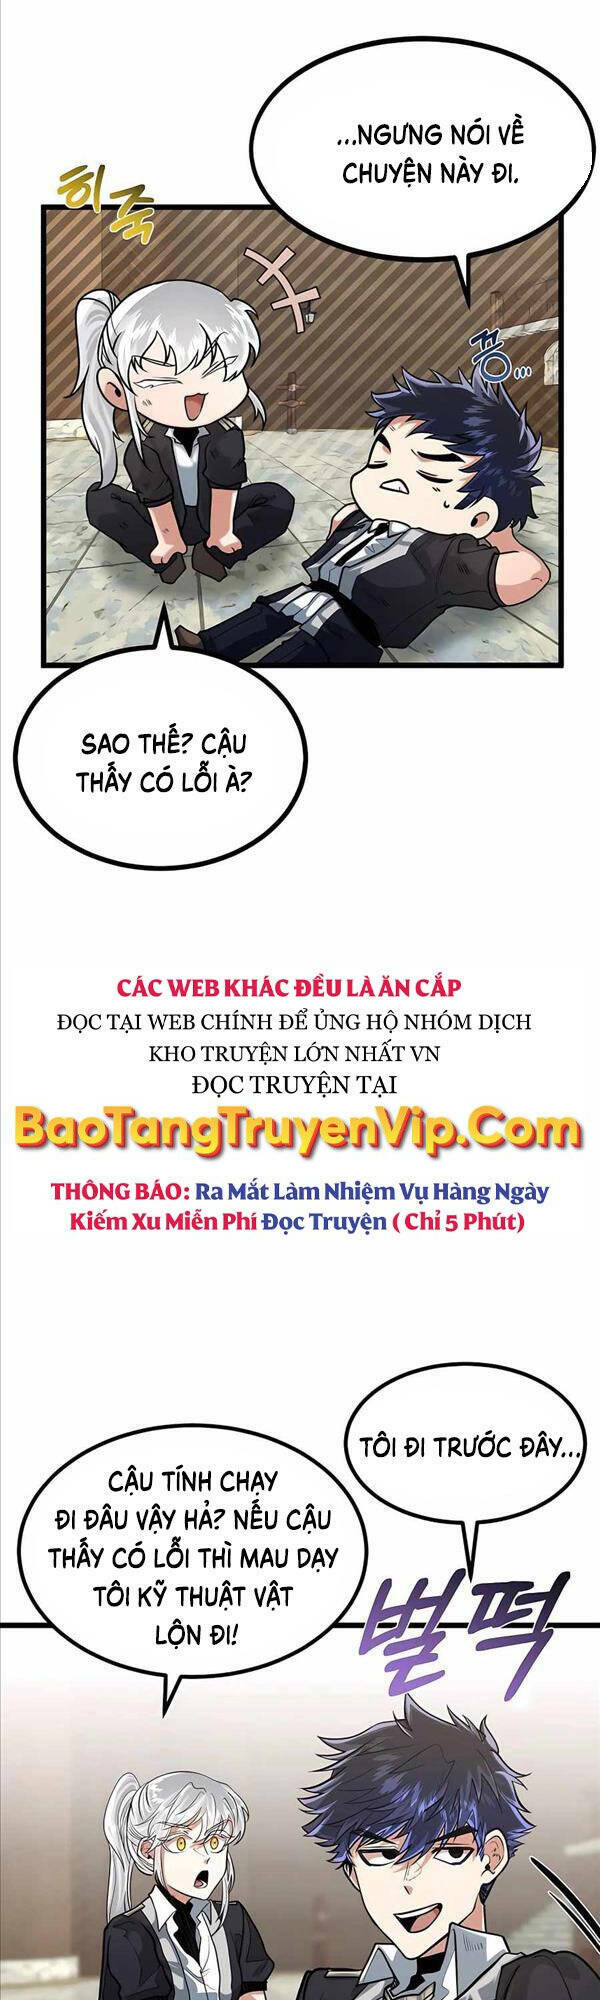 ...NGƯNG NÓI VỀ
CHUYỆN NÀY ĐI.
히죽
끙...
SAO THẾ? CẬU
THẤY CÓ LỖI À?
CÁC WEB KHÁC ĐỀU LÀ ĂN CẮP
ĐỌC TẠI WEB CHÍNH ĐỂ ỦNG HỘ NHÓM DỊCH
KHO TRUYỆN LỚN NHẤT VN
ĐỌC TRUYỆN TẠI
BaoTangTruyenVip.Com
THÔNG BÁO: Ra Mắt Làm Nhiệm Vụ Hàng Ngày
Kiếm Xu Miễn Phí Đọc Truyện ( Chỉ 5 Phút)
TÔI ĐI TRƯỚC ĐÂY...
CẬU TÍNH CHẠY
ĐI ĐÂU VẬY HẢ? NẾU CẬU
THẤY CÓ LỖI THÌ MAU DẠY
TÔI KỸ THUẬT VẬT
LỘN ĐI!
벌떡